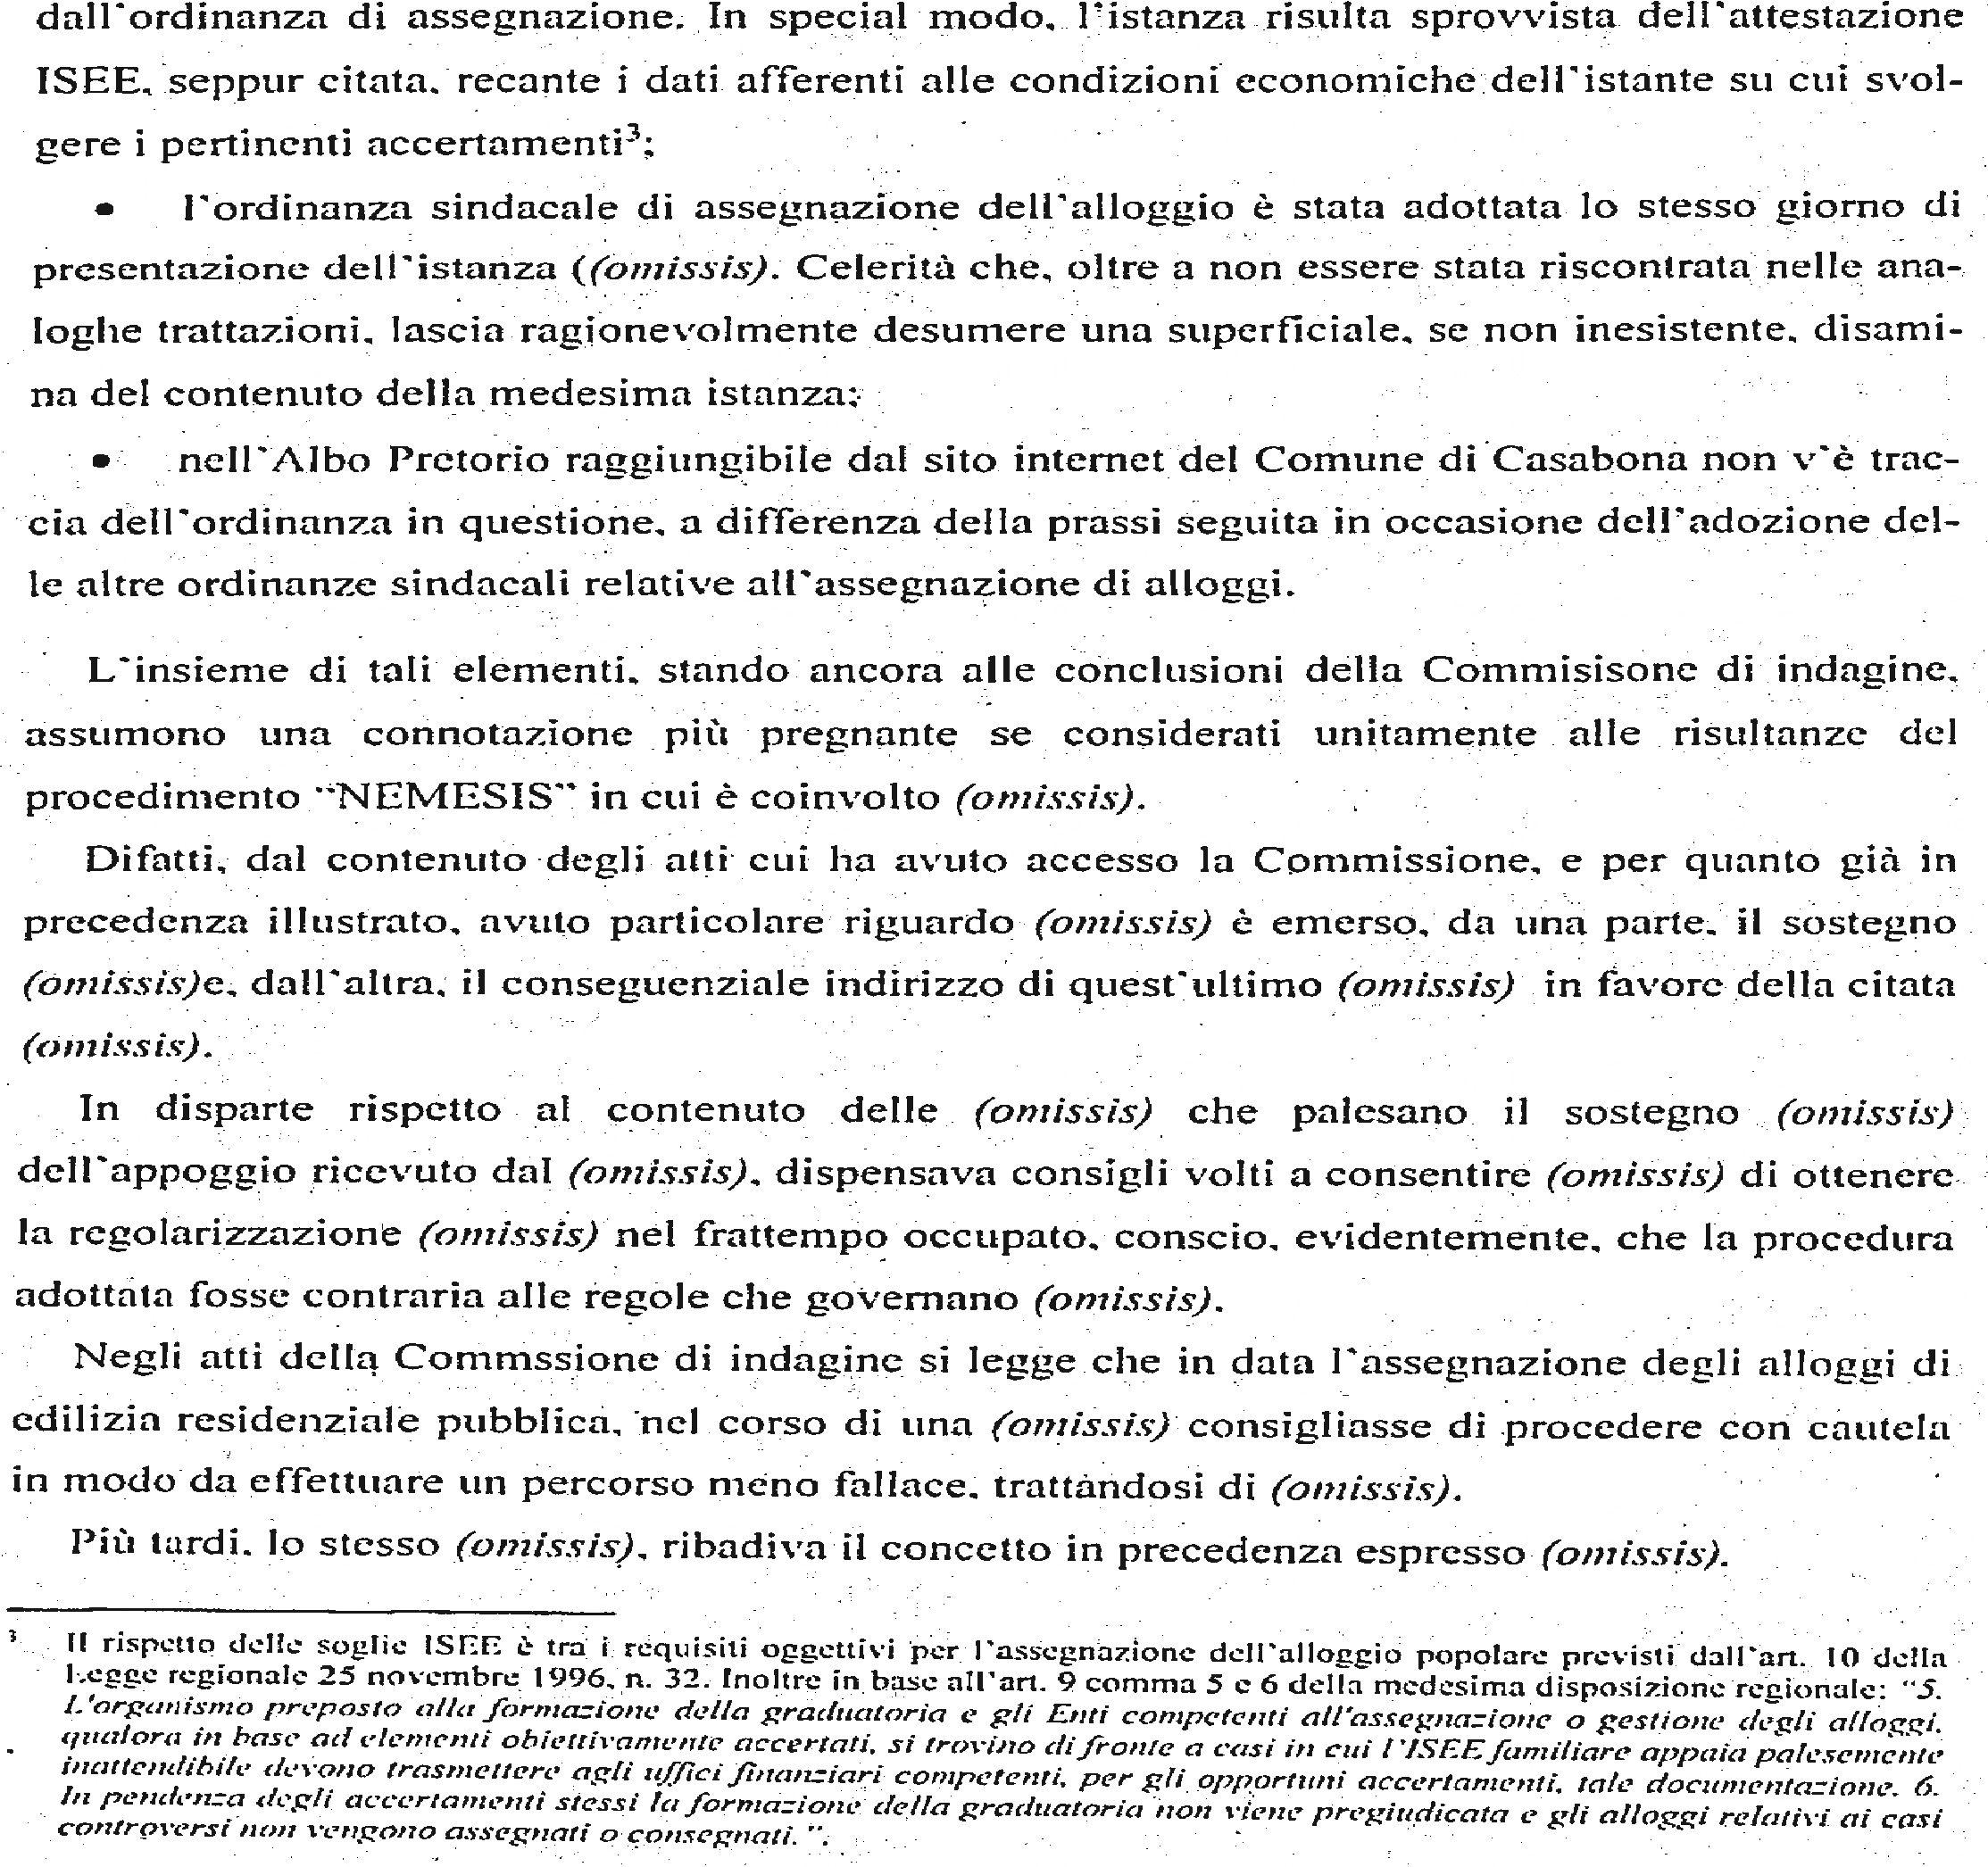 dall'ordinanza di assegnazione. In special modo, l'istanza risulta sprovvista dell'attestazione
ISEE, seppur citata, recante i dati afferenti alle condizioni economiche dell'istante su cui svol-
gere i pertinenti accertamenti³;
• l'ordinanza sindacale di assegnazione dell'alloggio è stata adottata lo stesso giorno di
presentazione dell'istanza ((omissis). Celerità che, oltre a non essere stata riscontrata nelle ana-
loghe trattazioni, lascia ragionevolmente desumere una superficiale, se non inesistente, disami-
na del contenuto della medesima istanza;
• nell'Albo Pretorio raggiungibile dal sito internet del Comune di Casabona non v'è trac-
cia dell'ordinanza in questione, a differenza della prassi seguita in occasione dell'adozione del-
le altre ordinanze sindacali relative all'assegnazione di alloggi.
L'insieme di tali elementi, stando ancora alle conclusioni della Commisisone di indagine,
assumono una connotazione più pregnante se considerati unitamente alle risultanze del
procedimento "NEMESIS" in cui è coinvolto (omissis).
Difatti, dal contenuto degli atti cui ha avuto accesso la Commissione, e per quanto già in
precedenza illustrato, avuto particolare riguardo (omissis) è emerso, da una parte, il sostegno
(omissis)e, dall'altra, il conseguenziale indirizzo di quest'ultimo (omissis) in favore della citata
(omissis).
In disparte rispetto al contenuto delle (omissis) che palesano il sostegno (omissis)
dell'appoggio ricevuto dal (omissis), dispensava consigli volti a consentire (omissis) di ottenere
la regolarizzazione (omissis) nel frattempo occupato, conscio, evidentemente, che la procedura
adottata fosse contraria alle regole che governano (omissis).
Negli atti della Commssione di indagine si legge che in data l'assegnazione degli alloggi di
edilizia residenziale pubblica, nel corso di una (omissis) consigliasse di procedere con cautela
in modo da effettuare un percorso meno fallace, trattandosi di (omissis).
Più tardi, lo stesso (omissis), ribadiva il concetto in precedenza espresso (omissis).
³ Il rispetto delle soglie ISEE è tra i requisiti oggettivi per l'assegnazione dell'alloggio popolare previsti dall'art. 10 della
Legge regionale 25 novembre 1996, n. 32. Inoltre in base all'art. 9 comma 5 e 6 della medesima disposizione regionale: "5.
L'organismo preposto alla formazione della graduatoria e gli Enti competenti all'assegnazione o gestione degli alloggi,
qualora in base ad elementi obiettivamente accertati, si trovino di fronte a casi in cui l'ISEE familiare appaia palesemente
inattendibile devono trasmettere agli uffici finanziari competenti, per gli opportuni accertamenti, tale documentazione. 6.
In pendenza degli accertamenti stessi la formazione della graduatoria non viene pregiudicata e gli alloggi relativi ai casi
controversi non vengono assegnati o consegnati.".